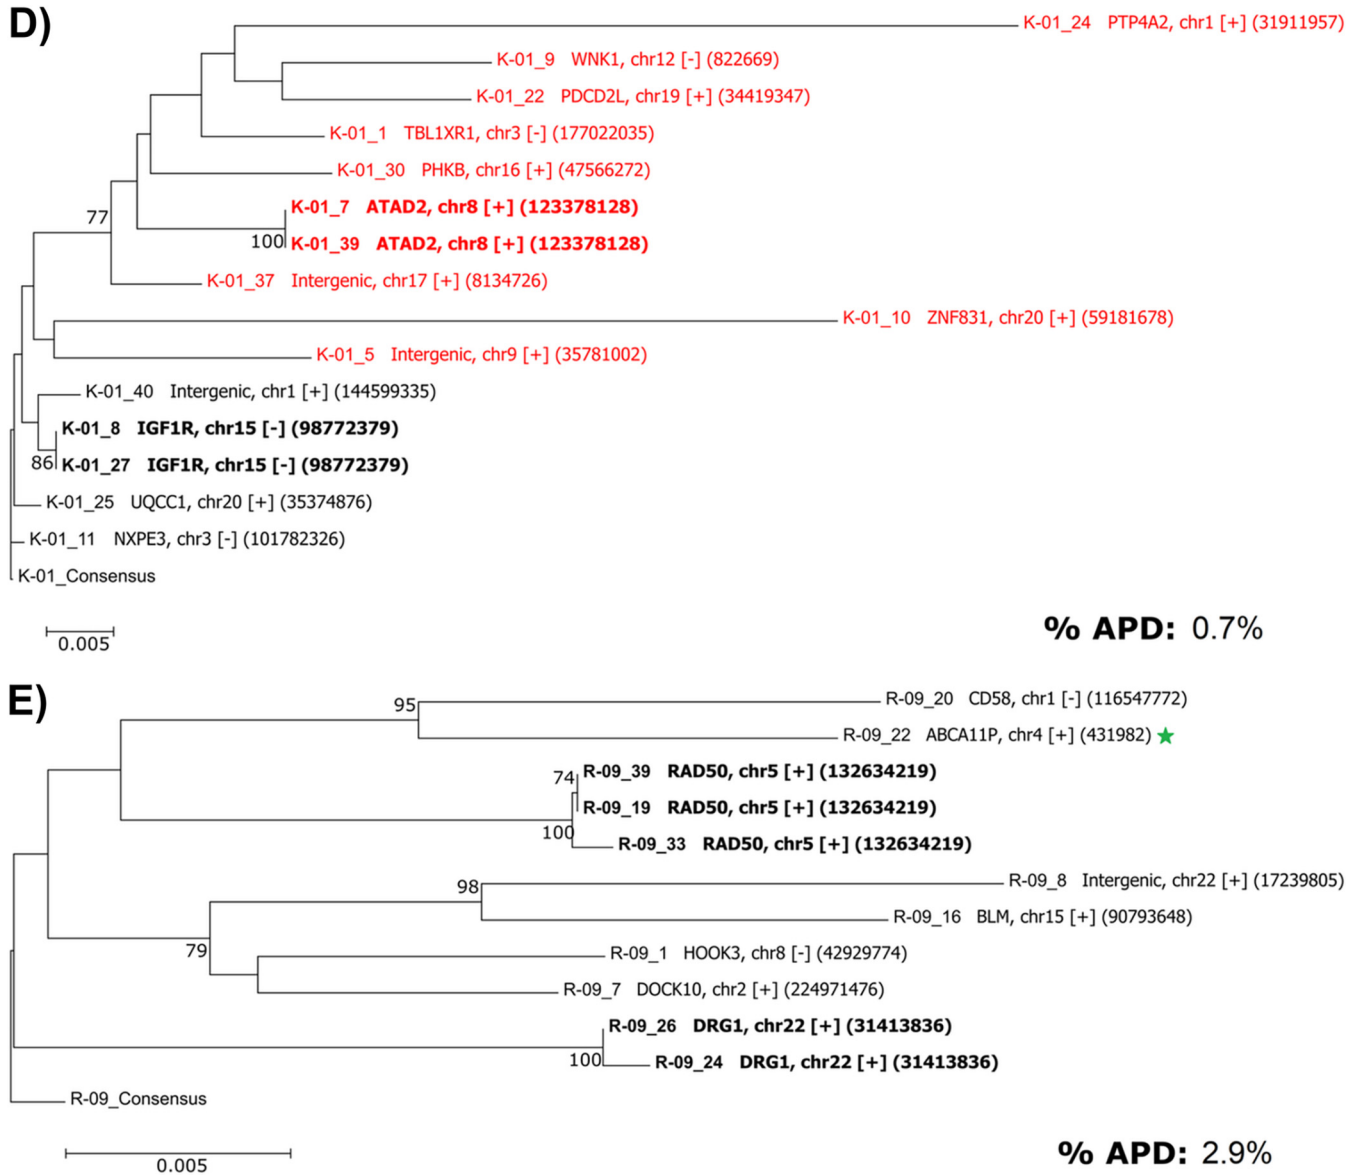 D)
K-01_24 PTP4A2, chr1 [+] (31911957)
K-01_9 WNK1, chr12 [-] (822669)
K-01_22 PDCD2L, chr19 [+] (34419347)
K-01_1 TBL1XR1, chr3 [-] (177022035)
K-01_30 PHKB, chr16 [+] (47566272)
K-01_7 ATAD2, chr8 [+] (123378128)
77
100 K-01_39 ATAD2, chr8 [+] (123378128)
K-01_37 Intergenic, chr17 [+] (8134726)
K-01_10 ZNF831, chr20 [+] (59181678)
K-01_5 Intergenic, chr9 [+] (35781002)
K-01_40 Intergenic, chr1 [+] (144599335)
K-01_8 IGF1R, chr15 [-] (98772379)
86 K-01_27 IGF1R, chr15 [-] (98772379)
K-01_25 UQCC1, chr20 [+] (35374876)
K-01_11 NXPE3, chr3 [-] (101782326)
K-01_Consensus
0.005
% APD: 0.7%
E)
95 R-09_20 CD58, chr1 [-] (116547772)
R-09_22 ABCA11P, chr4 [+] (431982)
74 R-09_39 RAD50, chr5 [+] (132634219)
R-09_19 RAD50, chr5 [+] (132634219)
100 R-09_33 RAD50, chr5 [+] (132634219)
98 R-09_8 Intergenic, chr22 [+] (17239805)
R-09_16 BLM, chr15 [+] (90793648)
79 R-09_1 HOOK3, chr8 [-] (42929774)
R-09_7 DOCK10, chr2 [+] (224971476)
R-09_26 DRG1, chr22 [+] (31413836)
100 R-09_24 DRG1, chr22 [+] (31413836)
R-09_Consensus
0.005
% APD: 2.9%